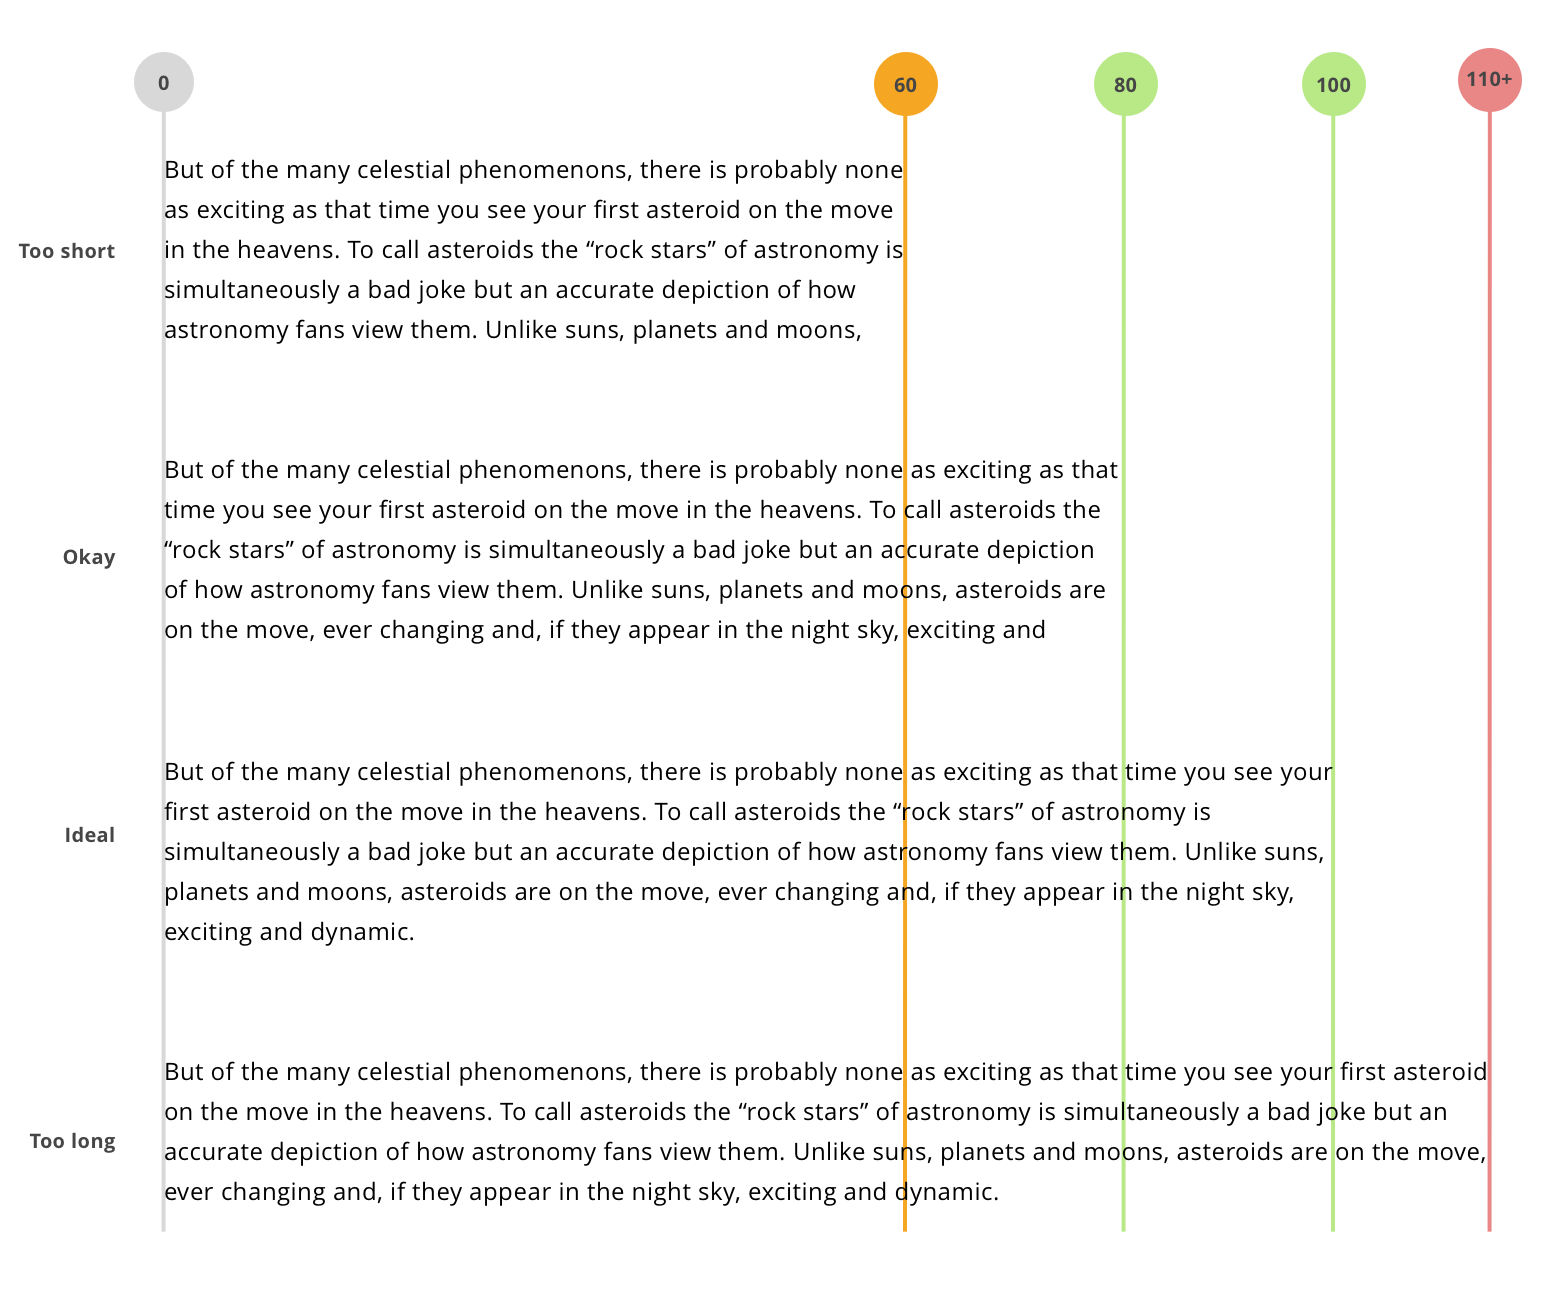 0
60
80
100
110+
Too short
But of the many celestial phenomenons, there is probably none
as exciting as that time you see your first asteroid on the move
in the heavens. To call asteroids the “rock stars” of astronomy is
simultaneously a bad joke but an accurate depiction of how
astronomy fans view them. Unlike suns, planets and moons,
Okay
But of the many celestial phenomenons, there is probably none as exciting as that
time you see your first asteroid on the move in the heavens. To call asteroids the
“rock stars” of astronomy is simultaneously a bad joke but an accurate depiction
of how astronomy fans view them. Unlike suns, planets and moons, asteroids are
on the move, ever changing and, if they appear in the night sky, exciting and
Ideal
But of the many celestial phenomenons, there is probably none as exciting as that time you see your
first asteroid on the move in the heavens. To call asteroids the “rock stars” of astronomy is
simultaneously a bad joke but an accurate depiction of how astronomy fans view them. Unlike suns,
planets and moons, asteroids are on the move, ever changing and, if they appear in the night sky,
exciting and dynamic.
Too long
But of the many celestial phenomenons, there is probably none as exciting as that time you see your first asteroid
on the move in the heavens. To call asteroids the “rock stars” of astronomy is simultaneously a bad joke but an
accurate depiction of how astronomy fans view them. Unlike suns, planets and moons, asteroids are on the move,
ever changing and, if they appear in the night sky, exciting and dynamic.